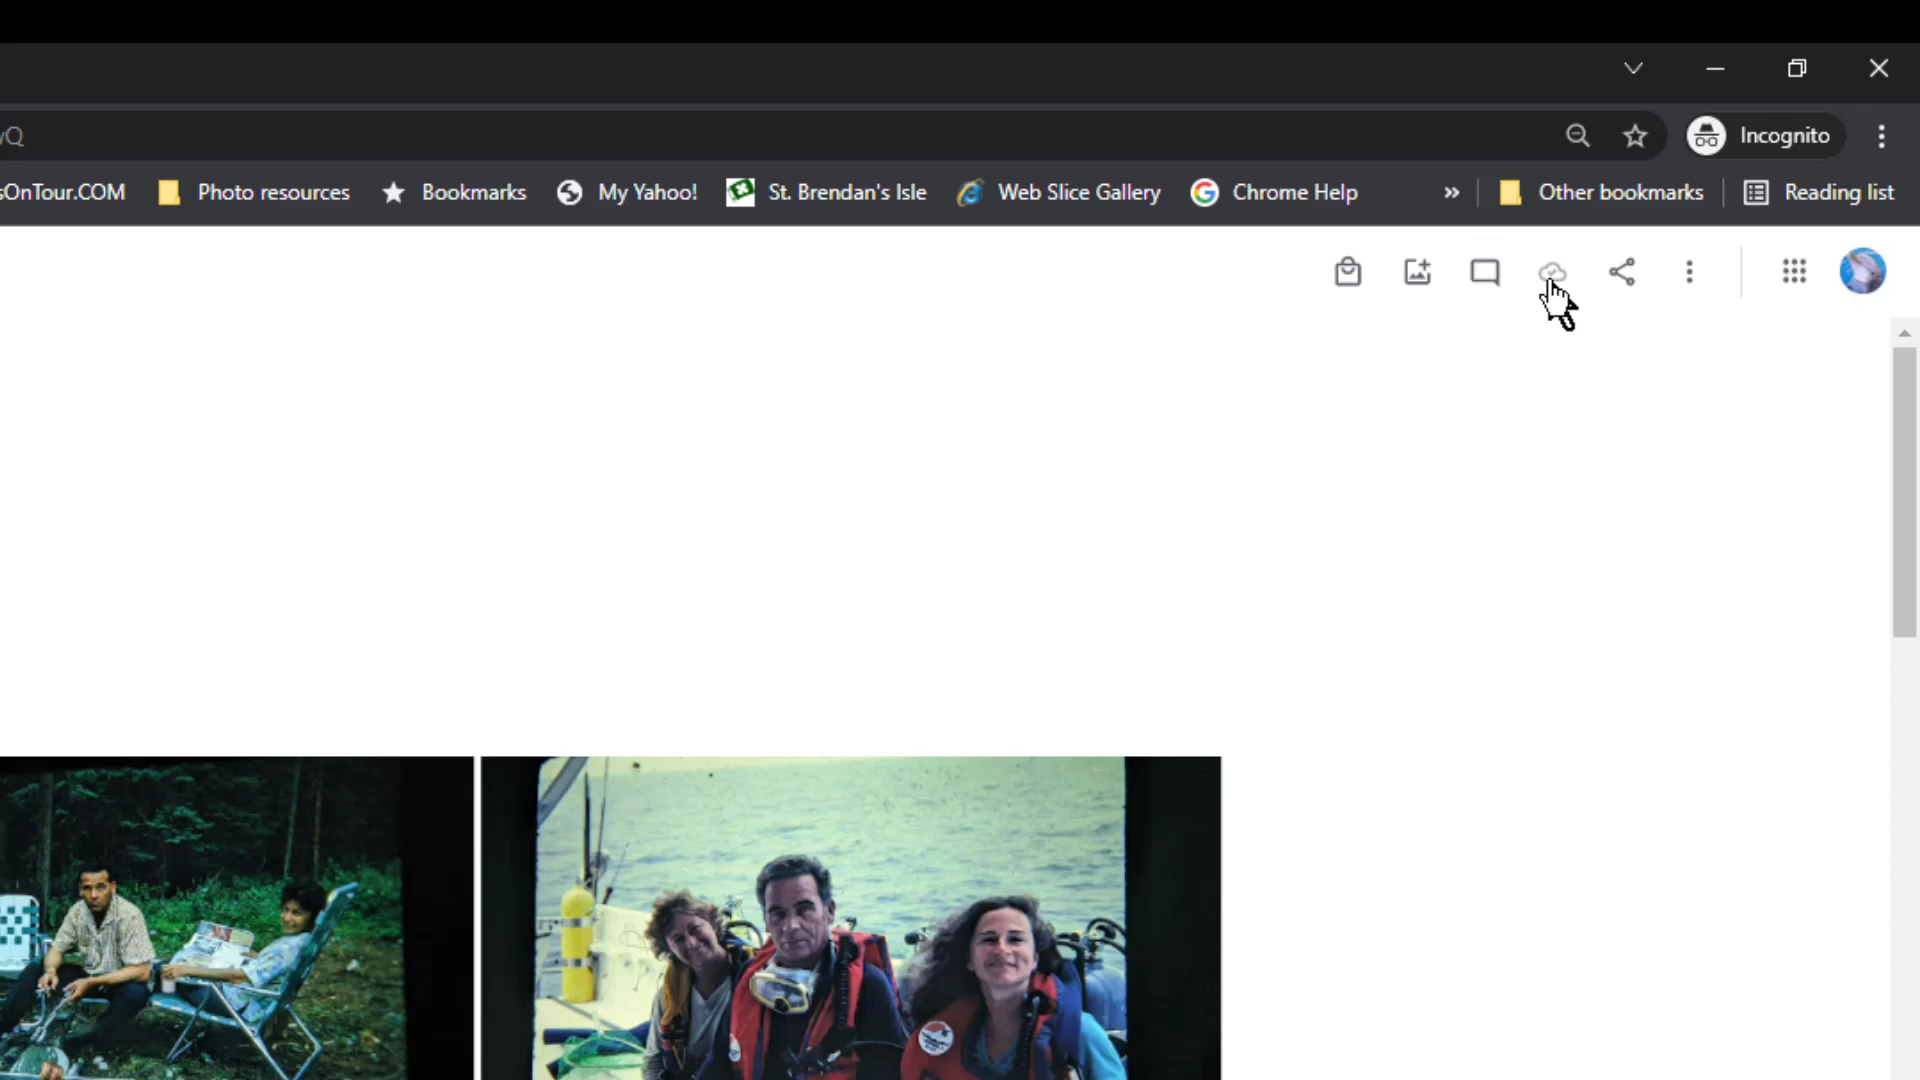 Q
Incognito
sOnTour.COM Photo resources Bookmarks My Yahoo! St. Brendan's Isle Web Slice Gallery Chrome Help » Other bookmarks Reading list